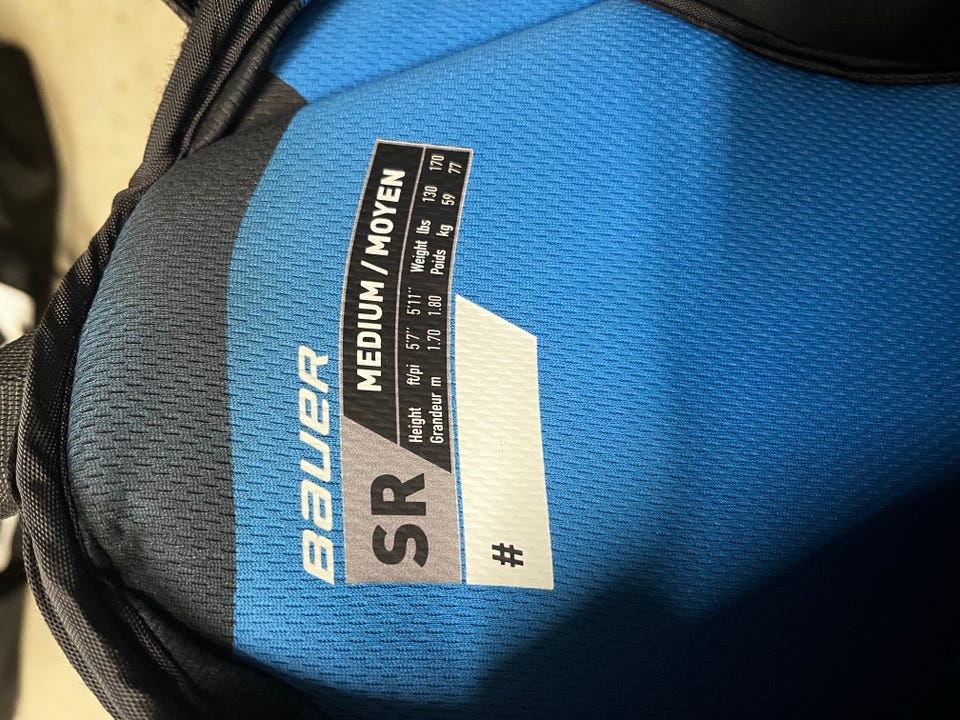 BAUER
SR
MEDIUM / MOYEN
Height ft/pi 5'7" 5'11" Weight lbs 130 170
Grandeur m 1.70 1.80 Poids kg 59 77
#